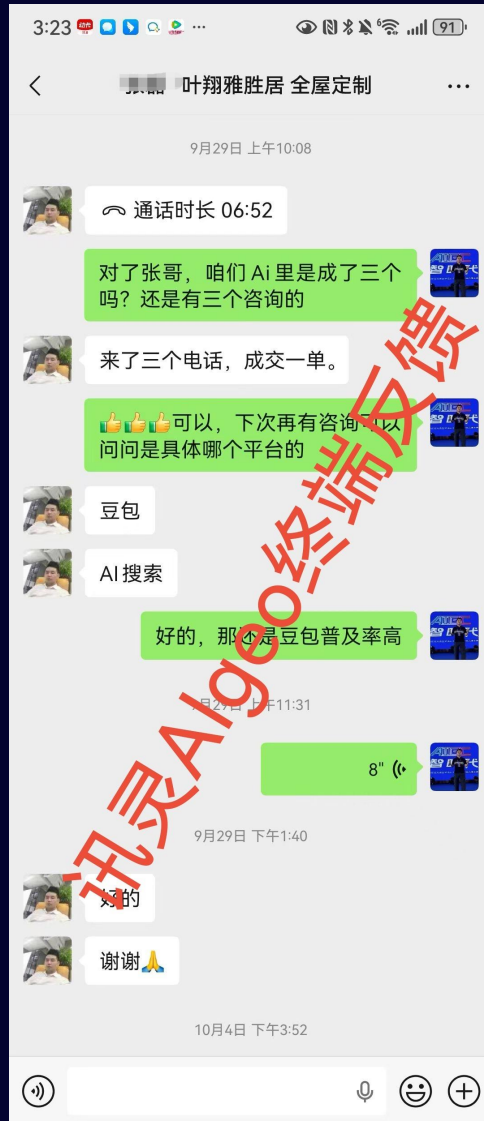 3:23
91
叶翔雅胜居 全屋定制
9月29日 上午10:08
通话时长 06:52
对了张哥，咱们Ai里是成了三个
吗？还是有三个咨询的
来了三个电话，成交一单。
👍👍👍可以，下次再有咨询可以
问问是具体哪个平台的
豆包
AI搜索
好的，那还是豆包普及率高
9月29日 上午11:31
8"
9月29日 下午1:40
好的
谢谢🙏
10月4日 下午3:52
讯灵AIgeo终端反馈